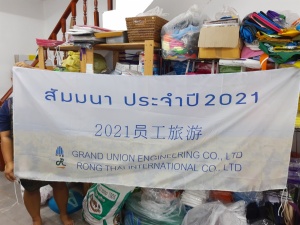 สัมมนา ประจำปี 2021
2021员工旅游
GRAND UNION ENGINEERING CO., LTD
RONG THAI INTERNATIONAL CO., LTD